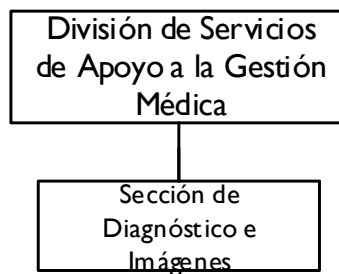 División de Servicios
de Apoyo a la Gestión
Médica
Sección de
Diagnóstico e
Imágenes